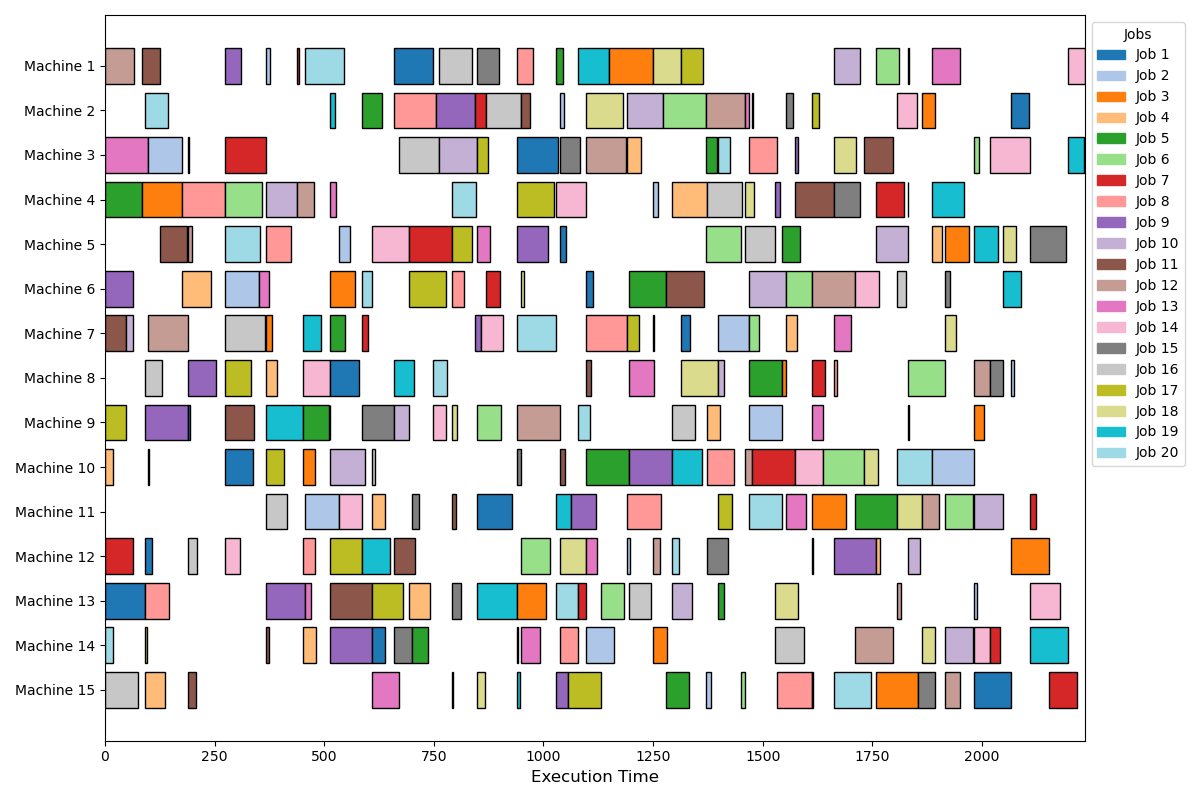 Machine 1
Machine 2
Machine 3
Machine 4
Machine 5
Machine 6
Machine 7
Machine 8
Machine 9
Machine 10
Machine 11
Machine 12
Machine 13
Machine 14
Machine 15
0 250 500 750 1000 1250 1500 1750 2000
Execution Time
Jobs
Job 1
Job 2
Job 3
Job 4
Job 5
Job 6
Job 7
Job 8
Job 9
Job 10
Job 11
Job 12
Job 13
Job 14
Job 15
Job 16
Job 17
Job 18
Job 19
Job 20